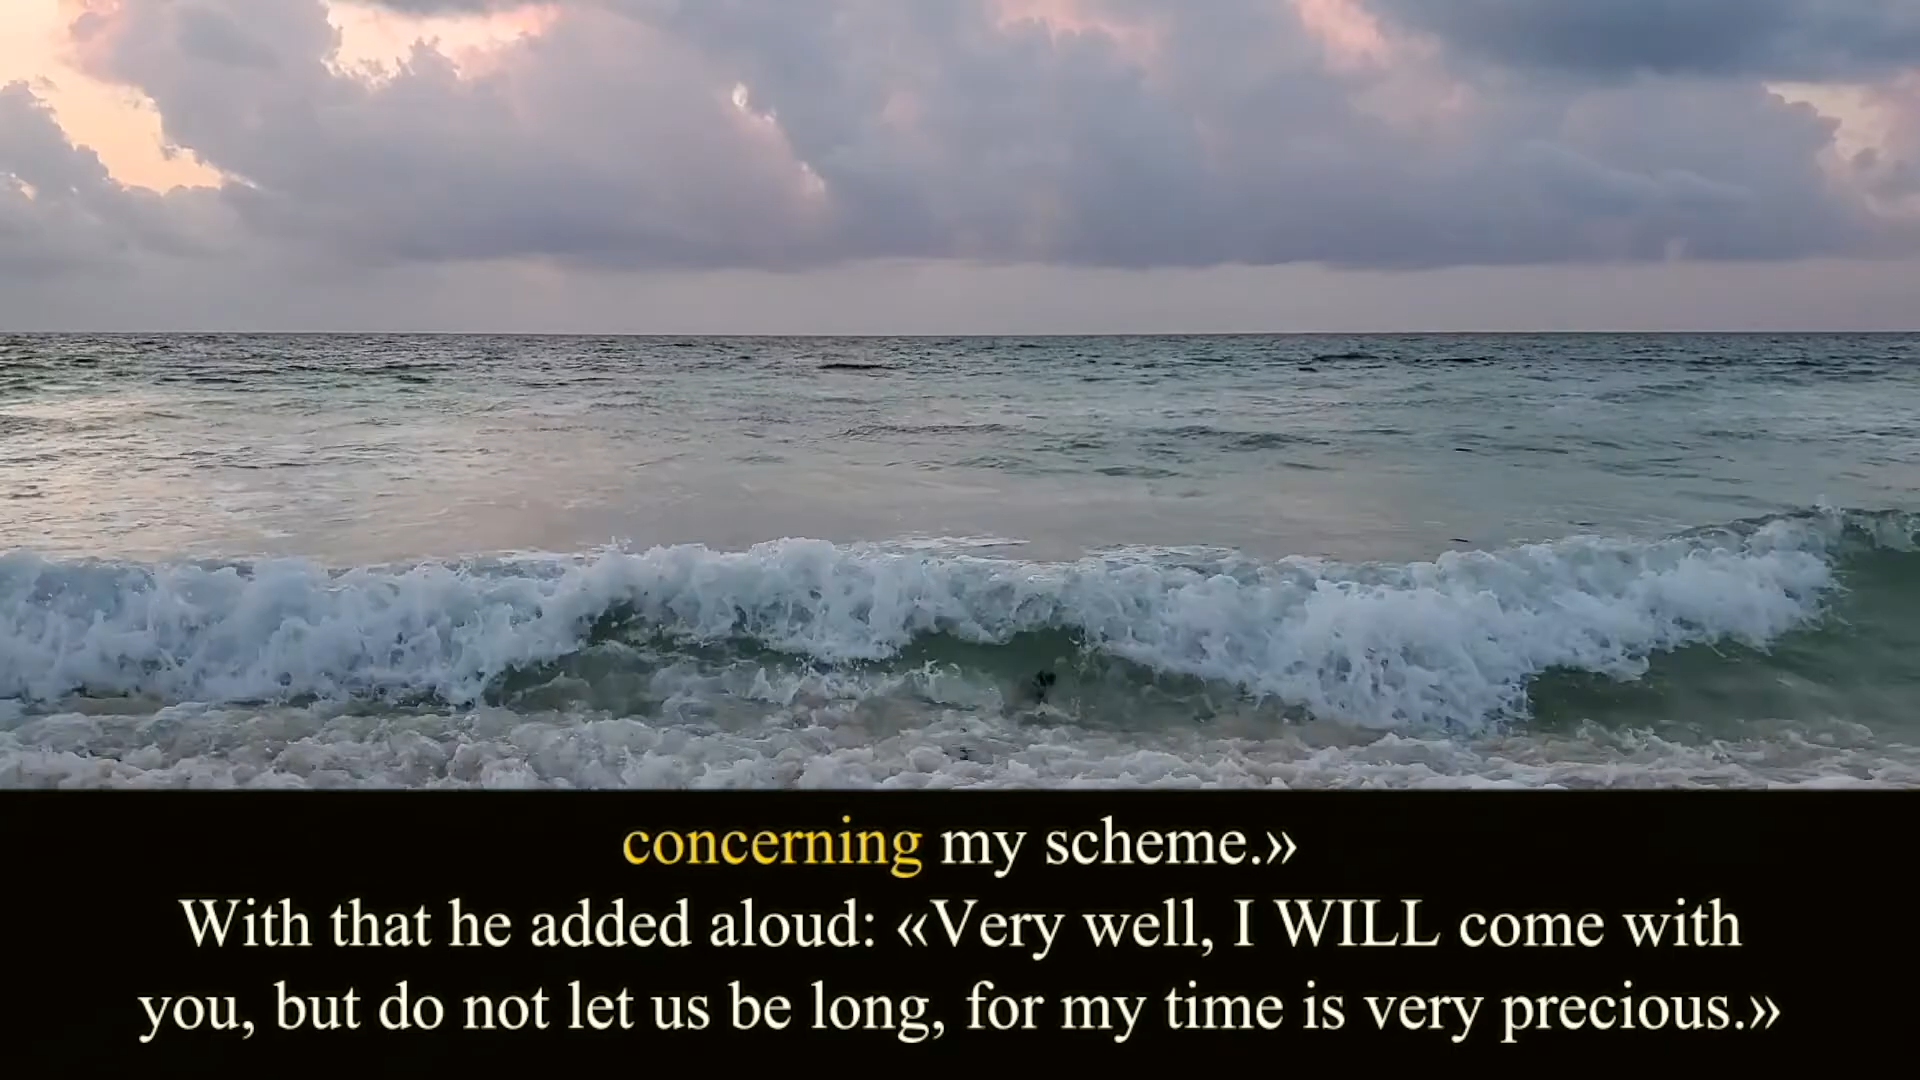 concerning my scheme.»
With that he added aloud: «Very well, I WILL come with
you, but do not let us be long, for my time is very precious.»